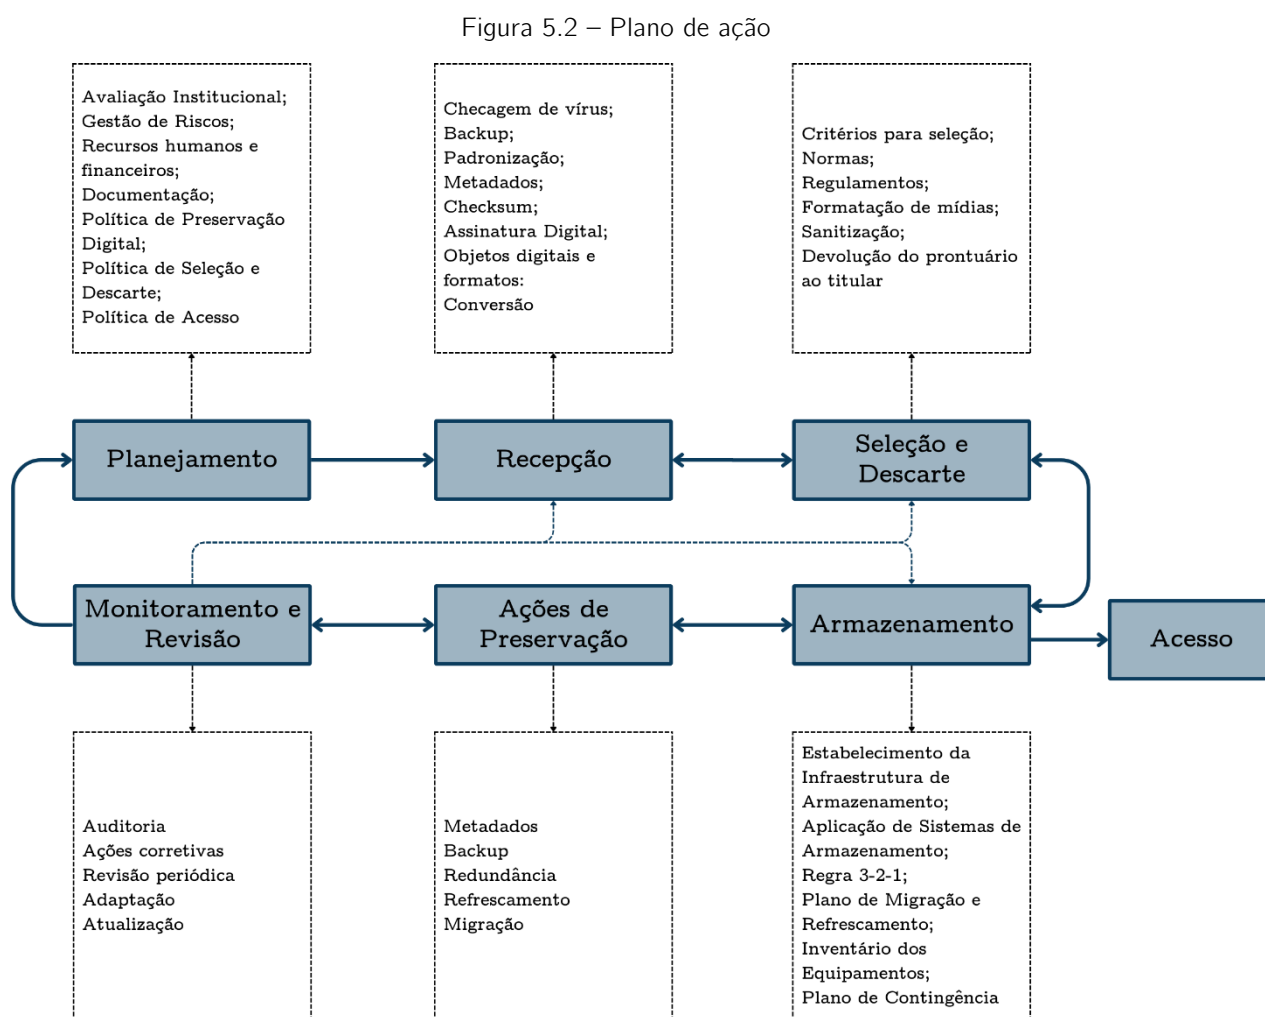 Figura 5.2 – Plano de ação
Avaliação Institucional;
Gestão de Riscos;
Recursos humanos e
financeiros;
Documentação;
Política de Preservação
Digital;
Política de Seleção e
Descarte;
Política de Acesso
Checagem de vírus;
Backup;
Padronização;
Metadados;
Checksum;
Assinatura Digital;
Objetos digitais e
formatos:
Conversão
Critérios para seleção;
Normas;
Regulamentos;
Formatação de mídias;
Sanitização;
Devolução do prontuário
ao titular
Planejamento
Recepção
Seleção e
Descarte
Monitoramento e
Revisão
Ações de
Preservação
Armazenamento
Acesso
Auditoria
Ações corretivas
Revisão periódica
Adaptação
Atualização
Metadados
Backup
Redundância
Refrescamento
Migração
Estabelecimento da
Infraestrutura de
Armazenamento;
Aplicação de Sistemas de
Armazenamento;
Regra 3-2-1;
Plano de Migração e
Refrescamento;
Inventário dos
Equipamentos;
Plano de Contingência